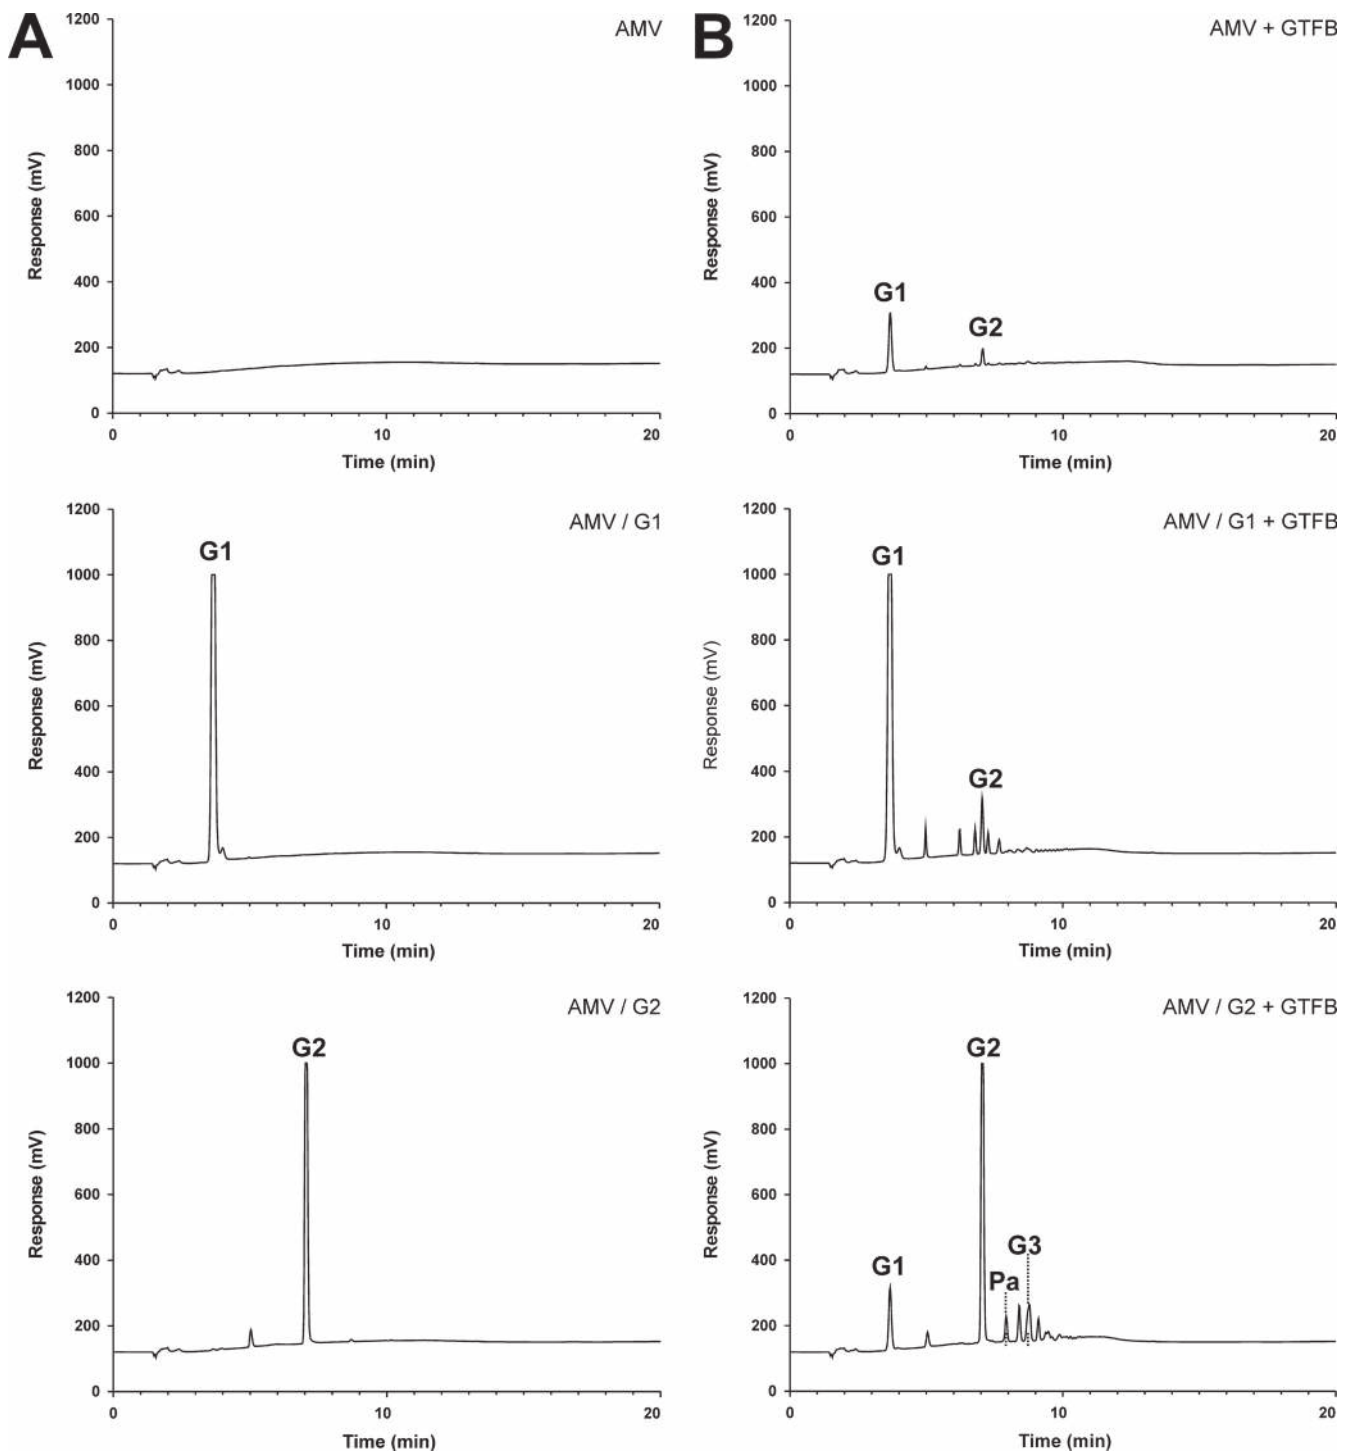 A
AMV
1200
1000
800
600
400
200
0
Response (mV)
0 10 20
Time (min)
B
AMV + GTFB
1200
1000
800
600
400
200
0
Response (mV)
G1
G2
0 10 20
Time (min)
AMV / G1
1200
1000
800
600
400
200
0
Response (mV)
G1
0 10 20
Time (min)
AMV / G1 + GTFB
1200
1000
800
600
400
200
0
Response (mV)
G1
G2
0 10 20
Time (min)
AMV / G2
1200
1000
800
600
400
200
0
Response (mV)
G2
0 10 20
Time (min)
AMV / G2 + GTFB
1200
1000
800
600
400
200
0
Response (mV)
G2
G3
G1
Pa
0 10 20
Time (min)